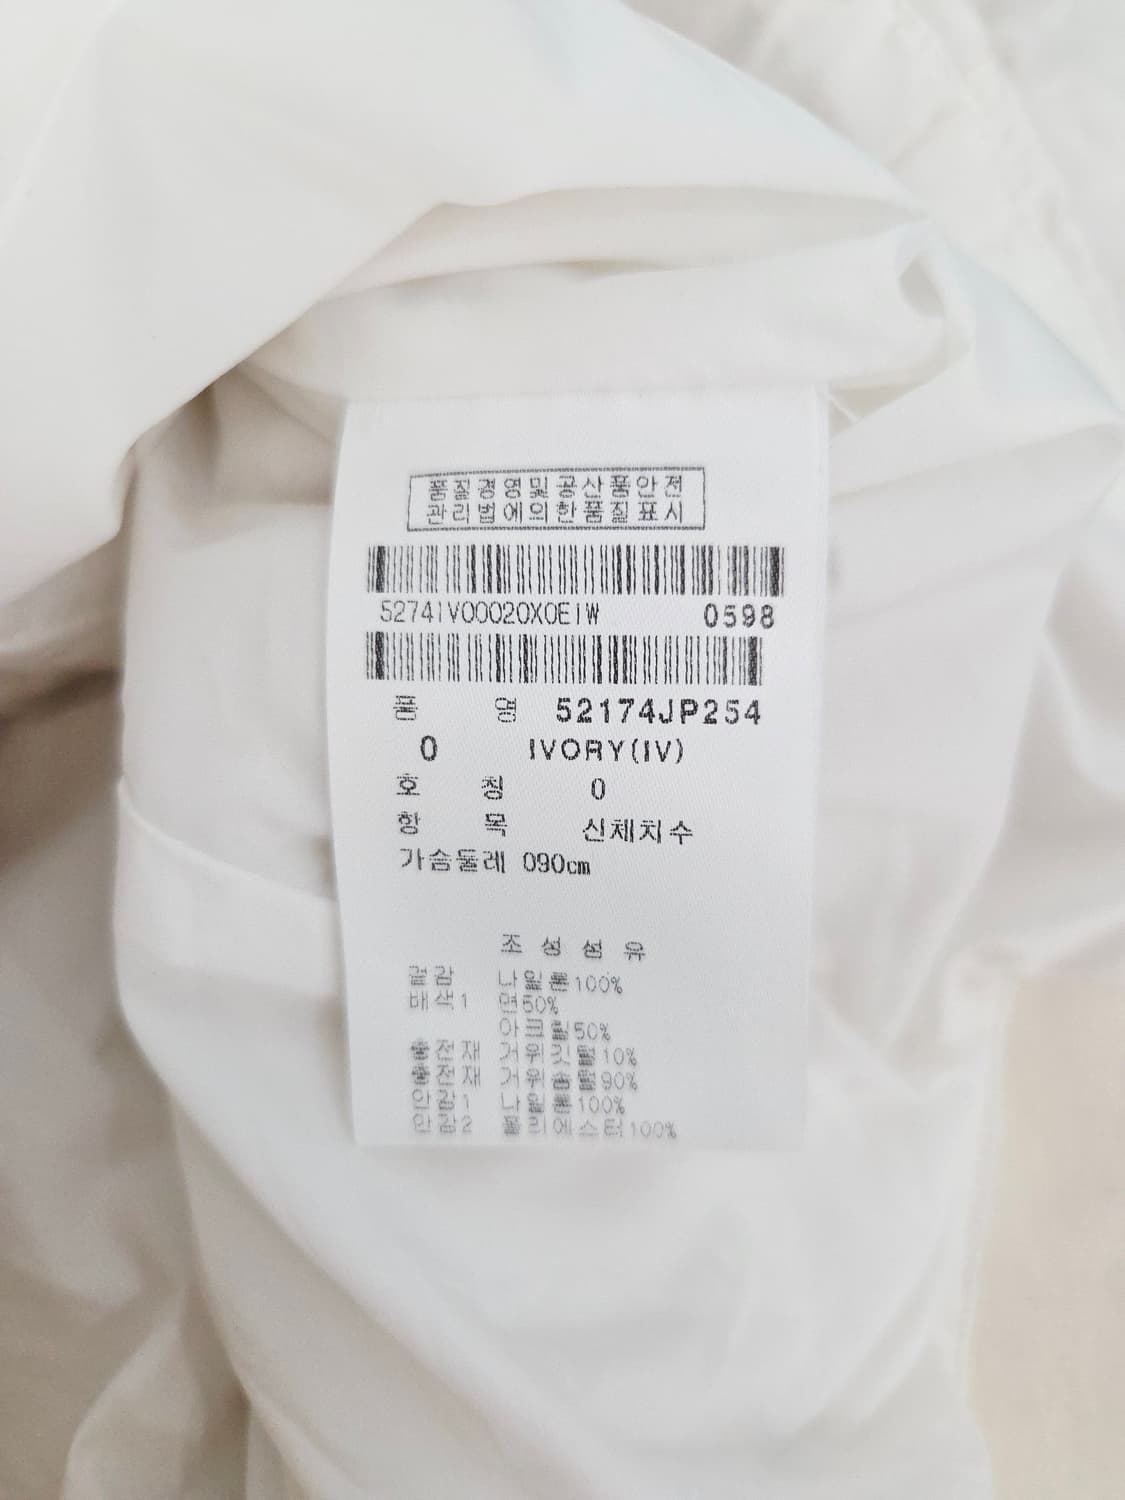 품질경영및공산품안전
관리법에의한품질표시
5274IV00020X0EIW 0598
품 명 52174JP254
0 IVORY(IV)
호 칭 0
항 목 신체치수
가슴둘레 090cm
조 성 섬 유
겉감 나일론100%
배색1 면50%
아크릴50%
충전재 거위깃털10%
충전재 거위솜털90%
안감1 나일론100%
안감2 폴리에스터100%